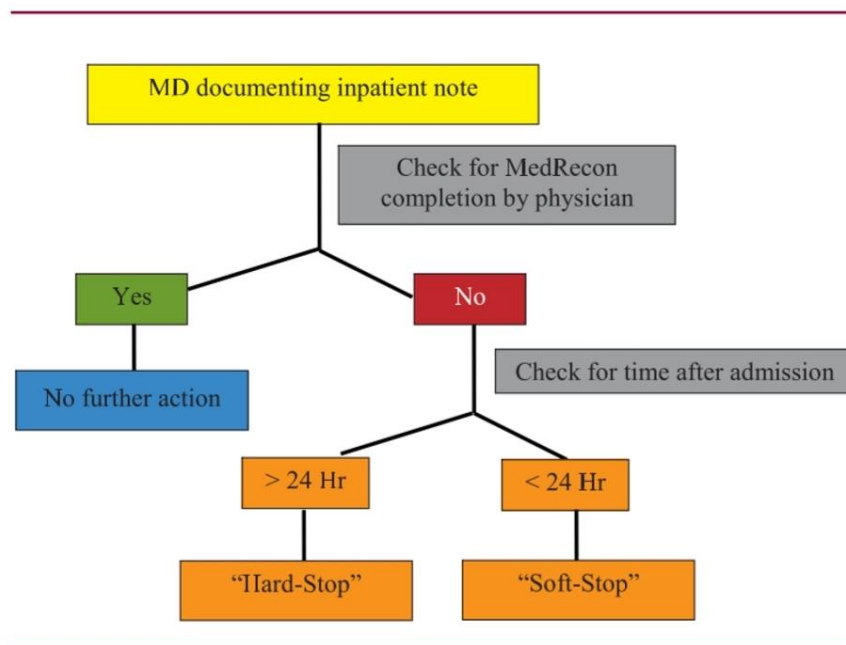 MD documenting inpatient note
Check for MedRecon
completion by physician
Yes
No
No further action
Check for time after admission
> 24 Hr
< 24 Hr
“Hard-Stop”
“Soft-Stop”